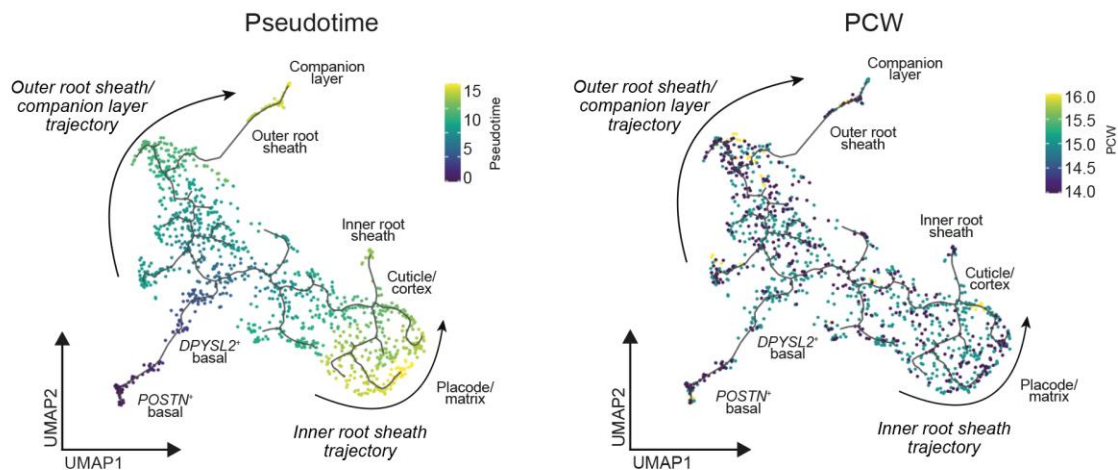 Pseudotime
Outer root sheath/
companion layer
trajectory
Companion
layer
Outer root
sheath
15
10
5
0
Pseudotime
Inner root
sheath
Cuticle/
cortex
DPYSL2⁺
basal
POSTN⁺
basal
Placode/
matrix
Inner root sheath
trajectory
UMAP2
UMAP1
PCW
Outer root sheath/
companion layer
trajectory
Companion
layer
Outer root
sheath
16.0
15.5
15.0
14.5
14.0
PCW
Inner root
sheath
Cuticle/
cortex
DPYSL2⁺
basal
POSTN⁺
basal
Placode/
matrix
Inner root sheath
trajectory
UMAP2
UMAP1